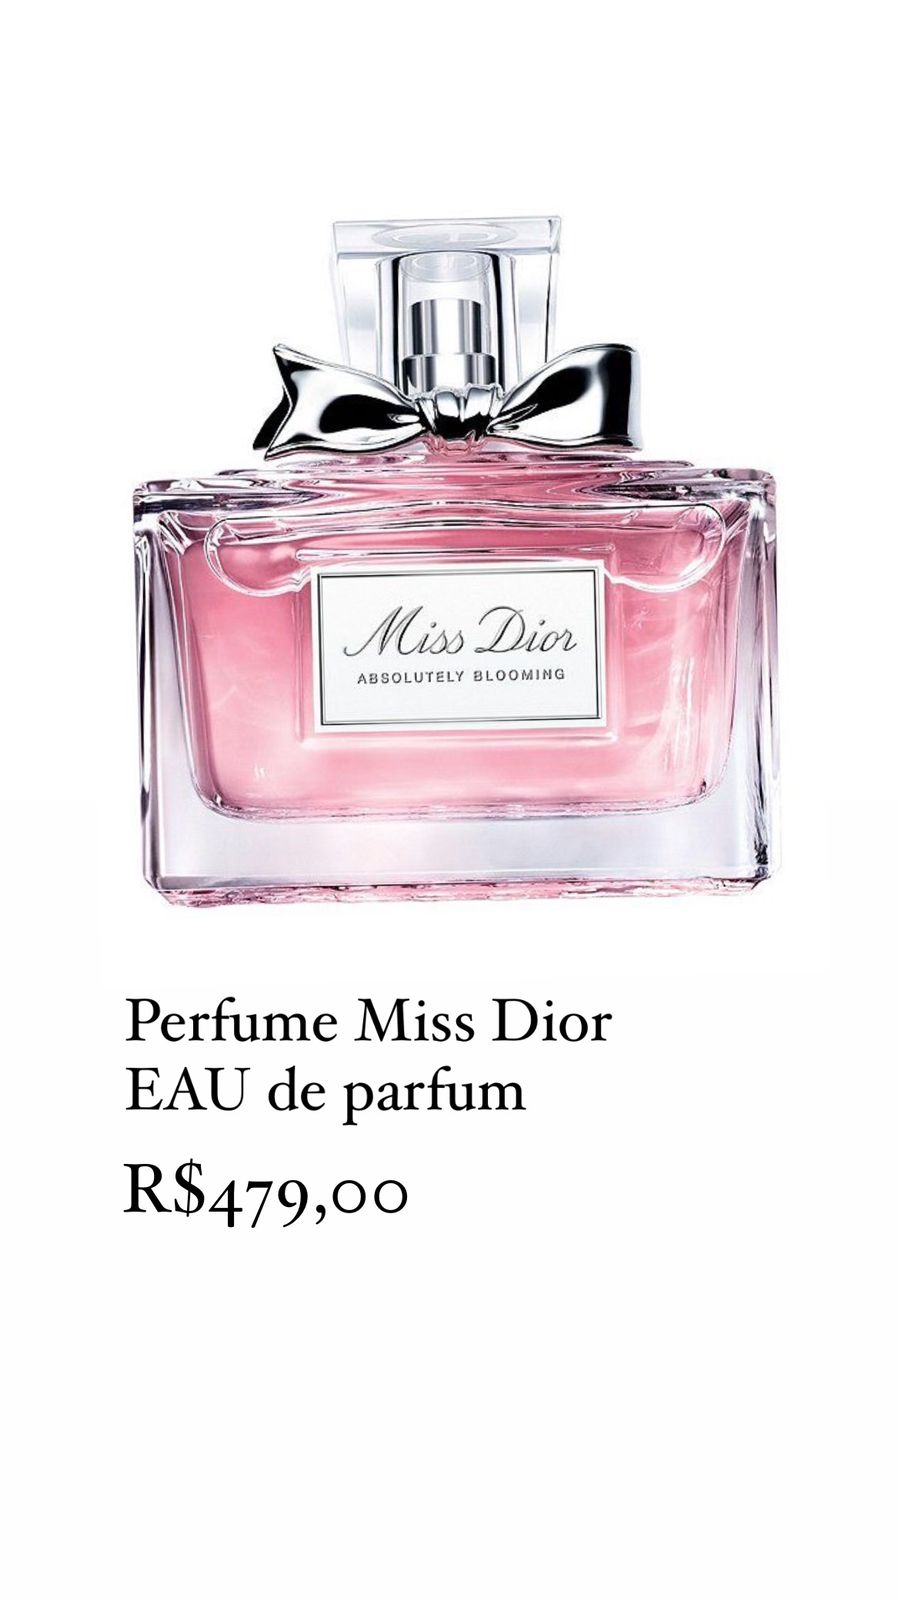 Miss Dior
ABSOLUTELY BLOOMING
Perfume Miss Dior
EAU de parfum
R$479,00